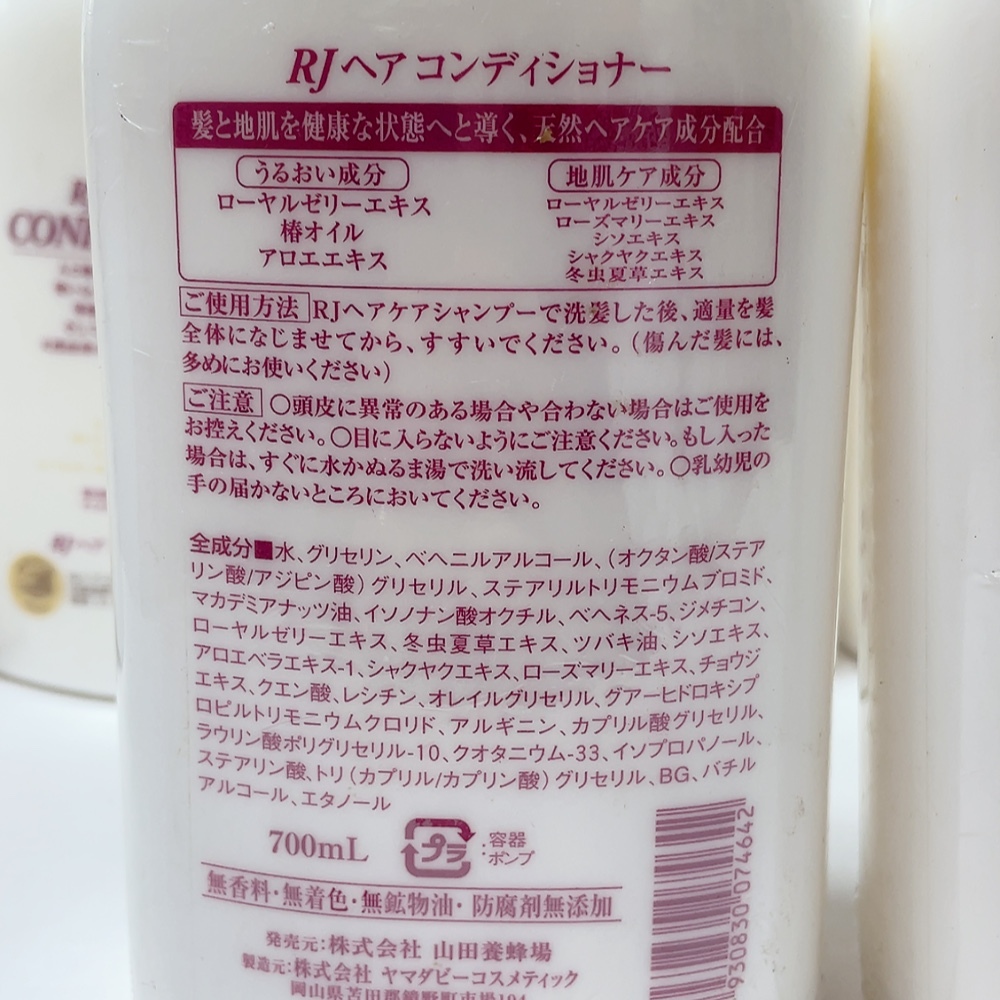 RJヘアコンディショナー
髪と地肌を健康な状態へと導く、天然ヘアケア成分配合
うるおい成分
ローヤルゼリーエキス
椿オイル
アロエエキス
地肌ケア成分
ローヤルゼリーエキス
ローズマリーエキス
シソエキス
シャクヤクエキス
冬虫夏草エキス
ご使用方法 RJヘアケアシャンプーで洗髪した後、適量を髪
全体になじませてから、すすいでください。(傷んだ髪には、
多めにお使いください)
ご注意 〇頭皮に異常のある場合や合わない場合はご使用を
お控えください。〇目に入らないようにご注意ください。もし入った
場合は、すぐに水かぬるま湯で洗い流してください。〇乳幼児の
手の届かないところにおいてください。
全成分■水、グリセリン、ベヘニルアルコール、(オクタン酸/ステア
リン酸/アジピン酸)グリセリル、ステアリルトリモニウムブロミド、
マカデミアナッツ油、イソノナン酸オクチル、ベヘネス-5、ジメチコン、
ローヤルゼリーエキス、冬虫夏草エキス、ツバキ油、シソエキス、
アロエベラエキス-1、シャクヤクエキス、ローズマリーエキス、チョウジ
エキス、クエン酸、レシチン、オレイルグリセリル、グアーヒドロキシプ
ロピルトリモニウムクロリド、アルギニン、カプリル酸グリセリル、
ラウリン酸ポリグリセリル-10、クオタニウム-33、イソプロパノール、
ステアリン酸、トリ(カプリル/カプリン酸)グリセリル、BG、バチル
アルコール、エタノール
700mL
プラ
:容器
ポンプ
無香料・無着色・無鉱物油・防腐剤無添加
発売元:株式会社 山田養蜂場
製造元:株式会社 ヤマダビーコスメティック
岡山県苫田郡鏡野町市場194
930830074642
CON
RJヘア